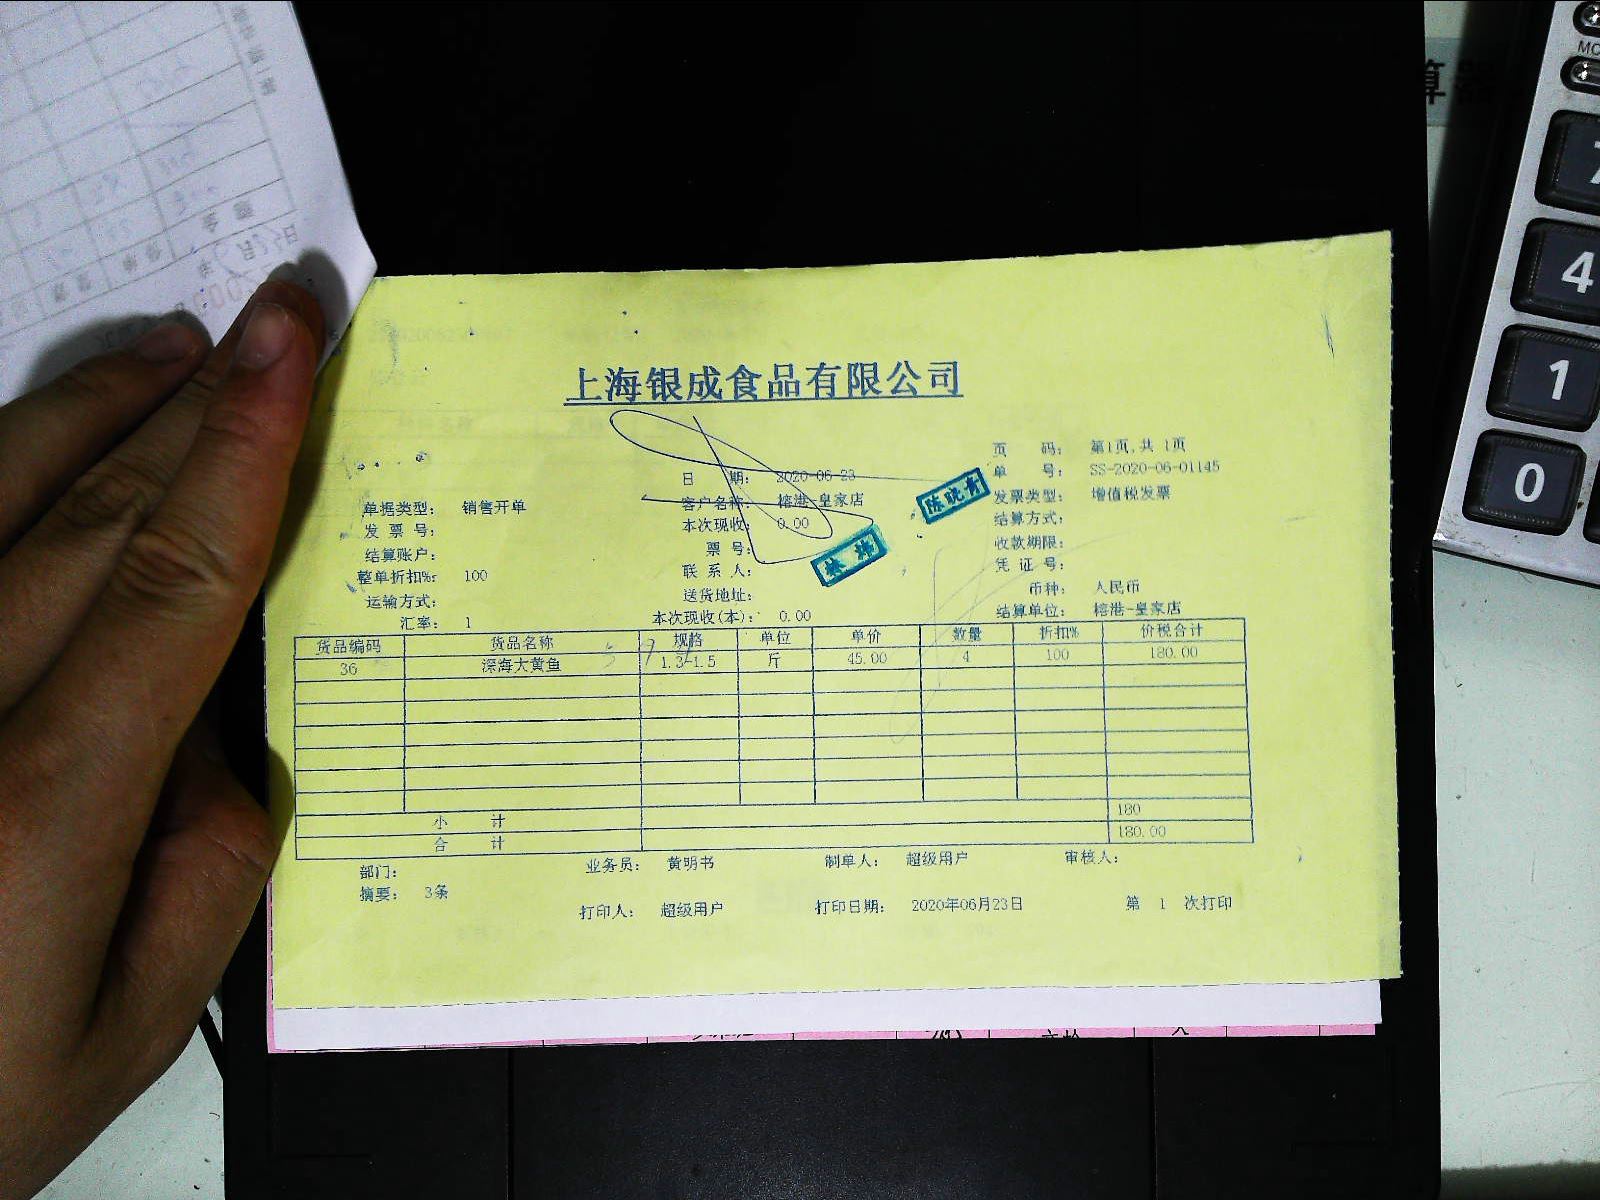 上海银成食品有限公司
页 码： 第1页,共 1页
日 期： 2020-06-23
单 号： SS-2020-06-01145
单据类型： 销售开单
客户名称： 榕港-皇家店
发票类型： 增值税发票
发 票 号：
本次现收： 0.00
结算方式：
结算账户：
票 号：
收款期限：
整单折扣%： 100
联 系 人：
凭 证 号：
运输方式：
送货地址：
币种： 人民币
汇率： 1
本次现收(本)： 0.00
结算单位： 榕港-皇家店
陈晓青
货品编码 货品名称 规格 单位 单价 数量 折扣% 价税合计
36 深海大黄鱼 1.3-1.5 斤 45.00 4 100 180.00
小 计 180
合 计 180.00
部门： 业务员： 黄明书 制单人： 超级用户 审核人：
摘要： 3条
打印人： 超级用户 打印日期： 2020年06月23日 第 1 次打印
算器
7
4
1
0